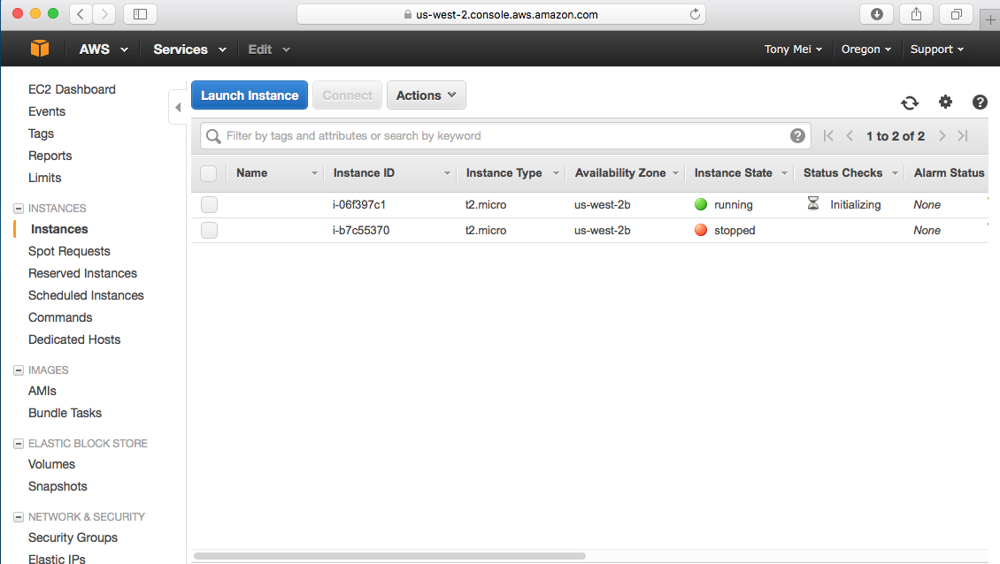 us-west-2.console.aws.amazon.com
AWS Services Edit Tony Mei Oregon Support
EC2 Dashboard
Events
Tags
Reports
Limits
INSTANCES
Instances
Spot Requests
Reserved Instances
Scheduled Instances
Commands
Dedicated Hosts
IMAGES
AMIs
Bundle Tasks
ELASTIC BLOCK STORE
Volumes
Snapshots
NETWORK & SECURITY
Security Groups
Elastic IPs
Launch Instance Connect Actions
Filter by tags and attributes or search by keyword 1 to 2 of 2
Name Instance ID Instance Type Availability Zone Instance State Status Checks Alarm Status
i-06f397c1 t2.micro us-west-2b running Initializing None
i-b7c55370 t2.micro us-west-2b stopped None